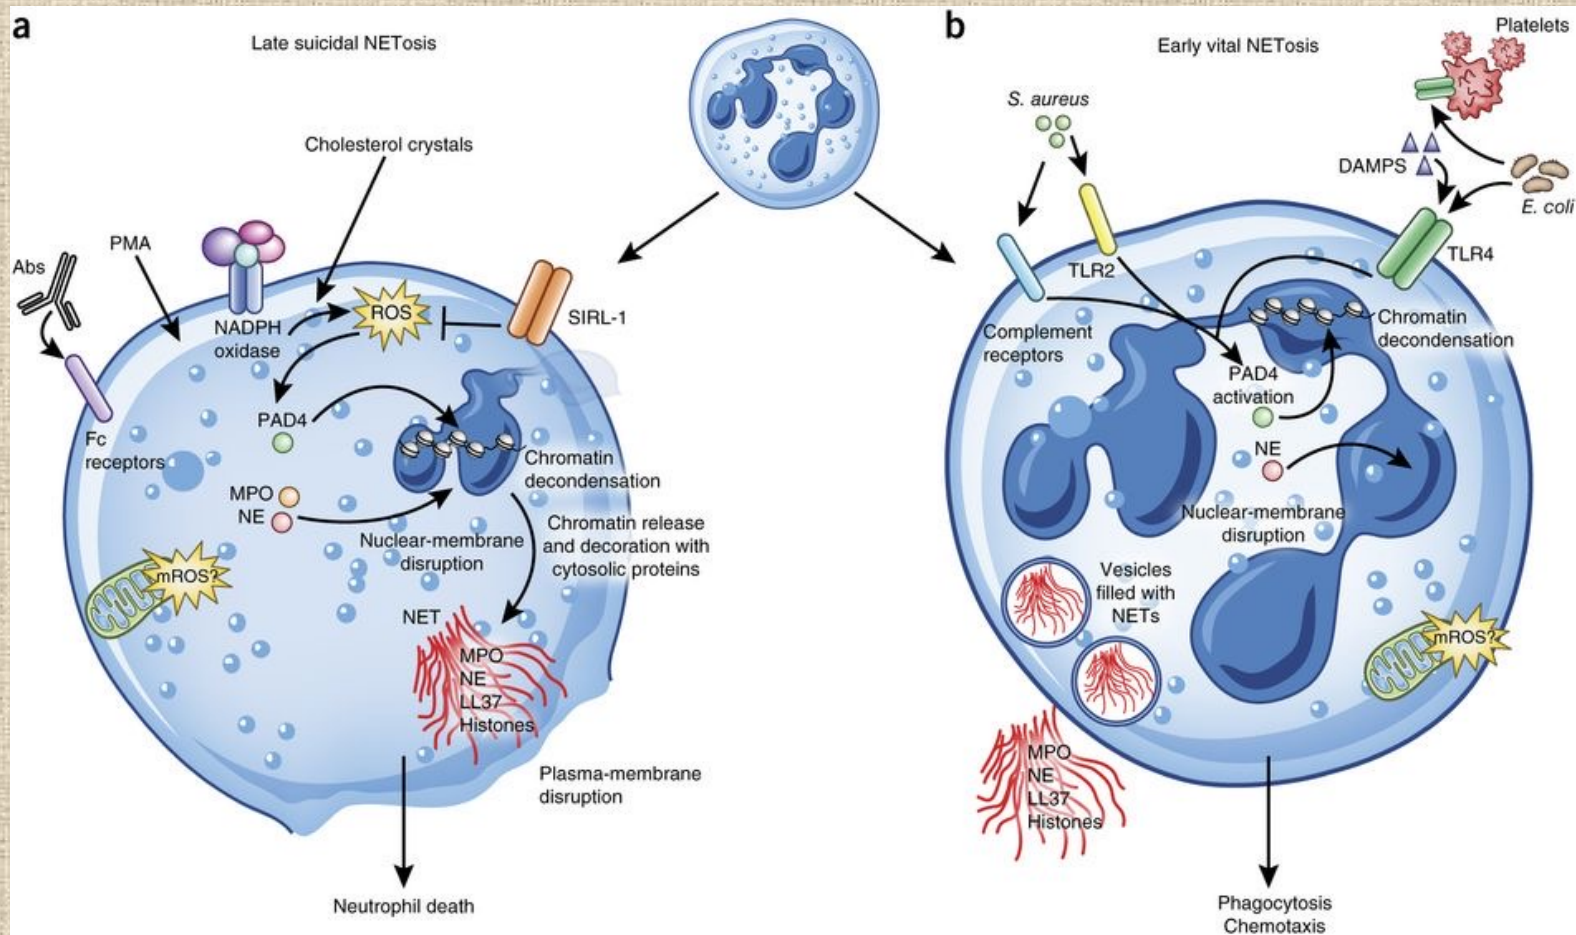 a
Late suicidal NETosis
Cholesterol crystals
PMA
Abs
NADPH
oxidase
ROS
SIRL-1
Fc
receptors
PAD4
MPO
NE
Chromatin
decondensation
Nuclear-membrane
disruption
Chromatin release
and decoration with
cytosolic proteins
mROS?
NET
MPO
NE
LL37
Histones
Plasma-membrane
disruption
Neutrophil death
b
Early vital NETosis
Platelets
S. aureus
DAMPS
E. coli
TLR2
TLR4
Complement
receptors
Chromatin
decondensation
PAD4
activation
NE
Nuclear-membrane
disruption
Vesicles
filled with
NETs
mROS?
MPO
NE
LL37
Histones
Phagocytosis
Chemotaxis